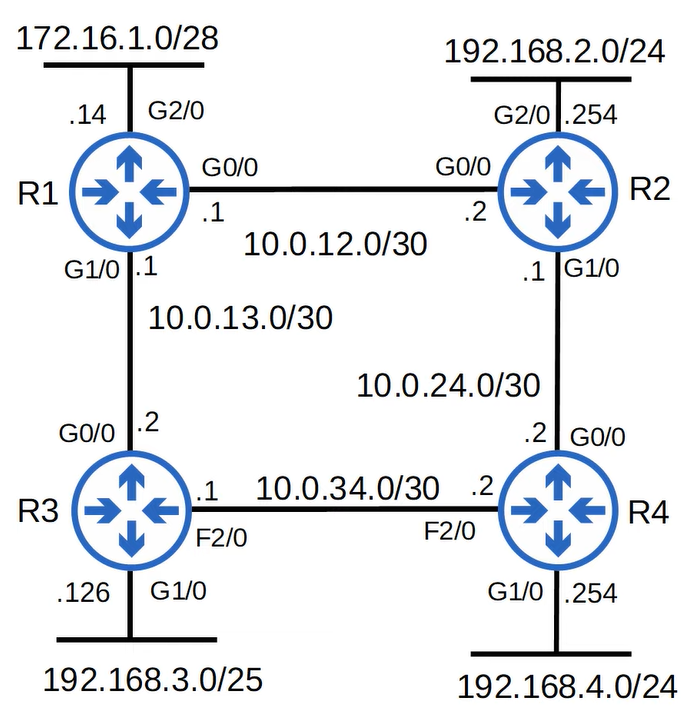 172.16.1.0/28
192.168.2.0/24
.14
G2/0
G2/0
.254
R1
G0/0
G0/0
R2
.1
.2
10.0.12.0/30
G1/0
.1
.1
G1/0
10.0.13.0/30
10.0.24.0/30
G0/0
.2
.2
G0/0
R3
.1
10.0.34.0/30
.2
R4
F2/0
F2/0
.126
G1/0
G1/0
.254
192.168.3.0/25
192.168.4.0/24